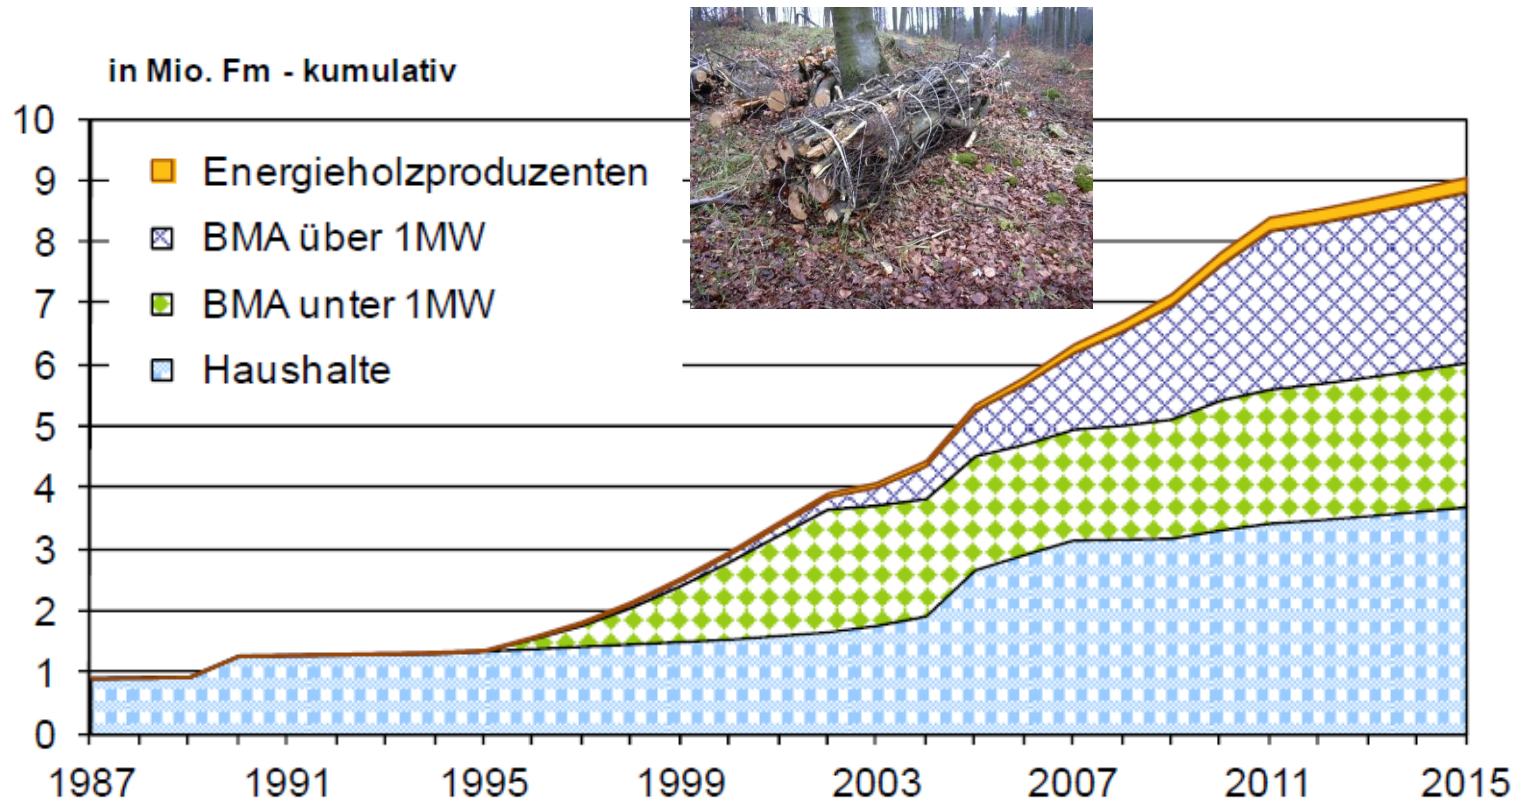 in Mio. Fm - kumulativ
10
9
8
7
6
5
4
3
2
1
0
Energieholzproduzenten
BMA über 1MW
BMA unter 1MW
Haushalte
1987 1991 1995 1999 2003 2007 2011 2015